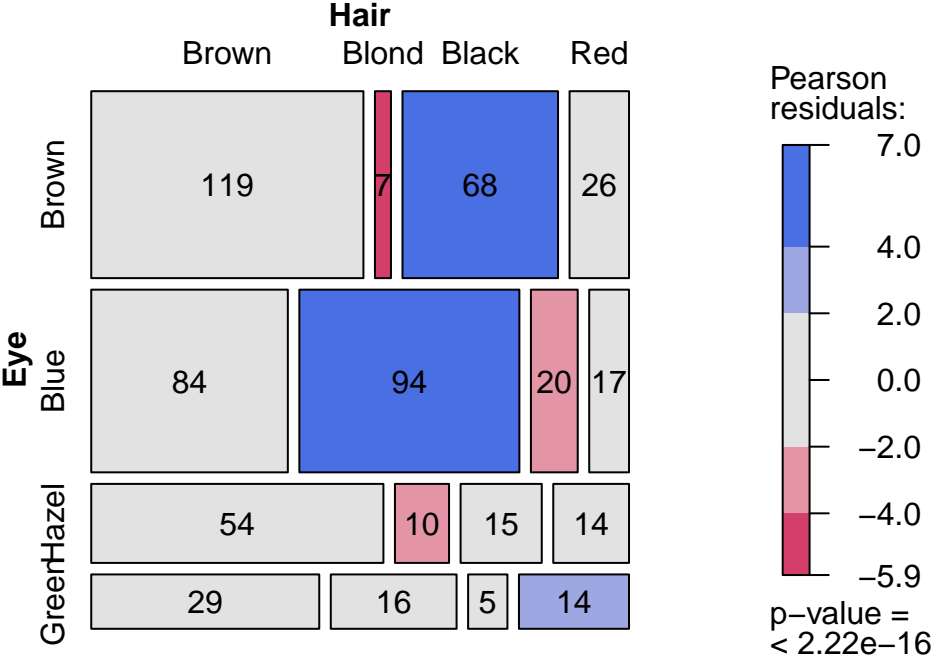 Hair
Brown Blond Black Red
Eye
Brown
119 7 68 26
Blue
84 94 20 17
Hazel
54 10 15 14
Green
29 16 5 14
Pearson
residuals:
7.0
4.0
2.0
0.0
−2.0
−4.0
−5.9
p−value =
< 2.22e−16